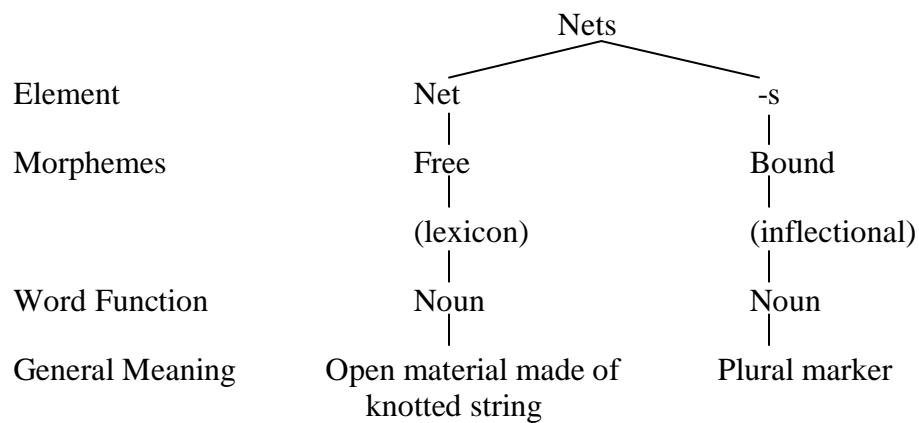 Nets
Element Net -s
Morphemes Free Bound
(lexicon) (inflectional)
Word Function Noun Noun
General Meaning Open material made of Plural marker
knotted string